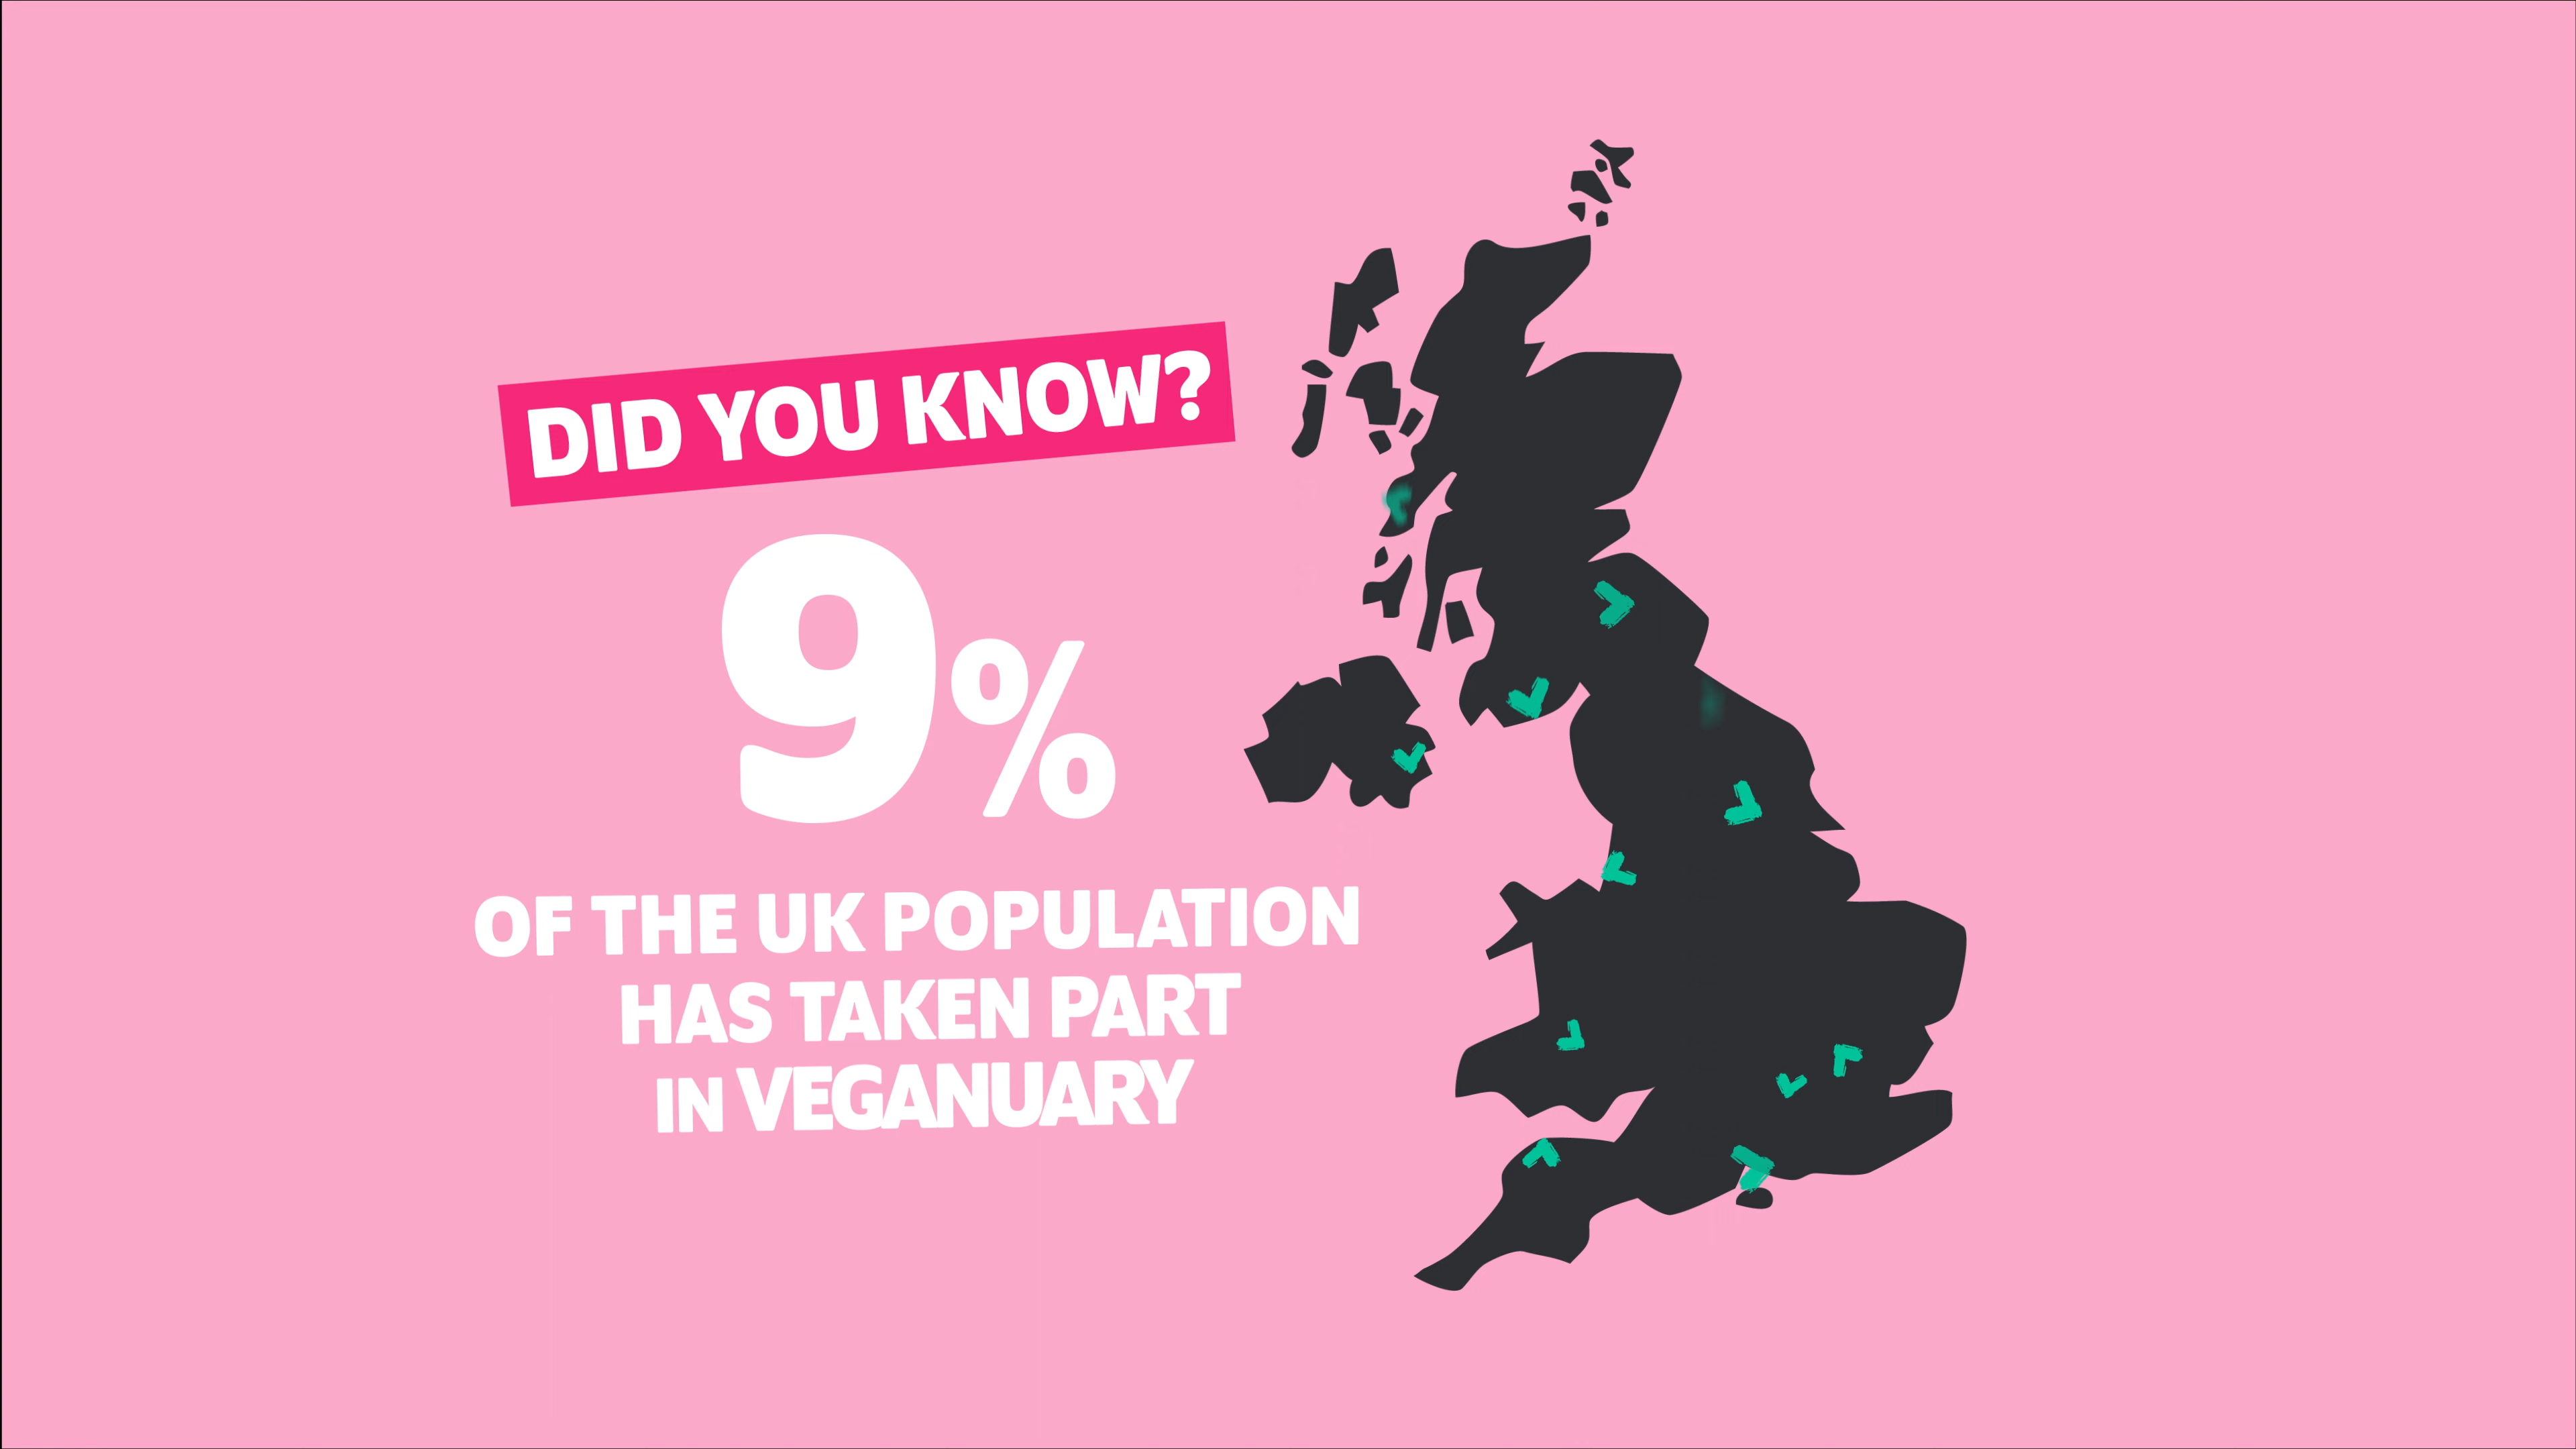 DID YOU KNOW?
9%
OF THE UK POPULATION
HAS TAKEN PART
IN VEGANUARY